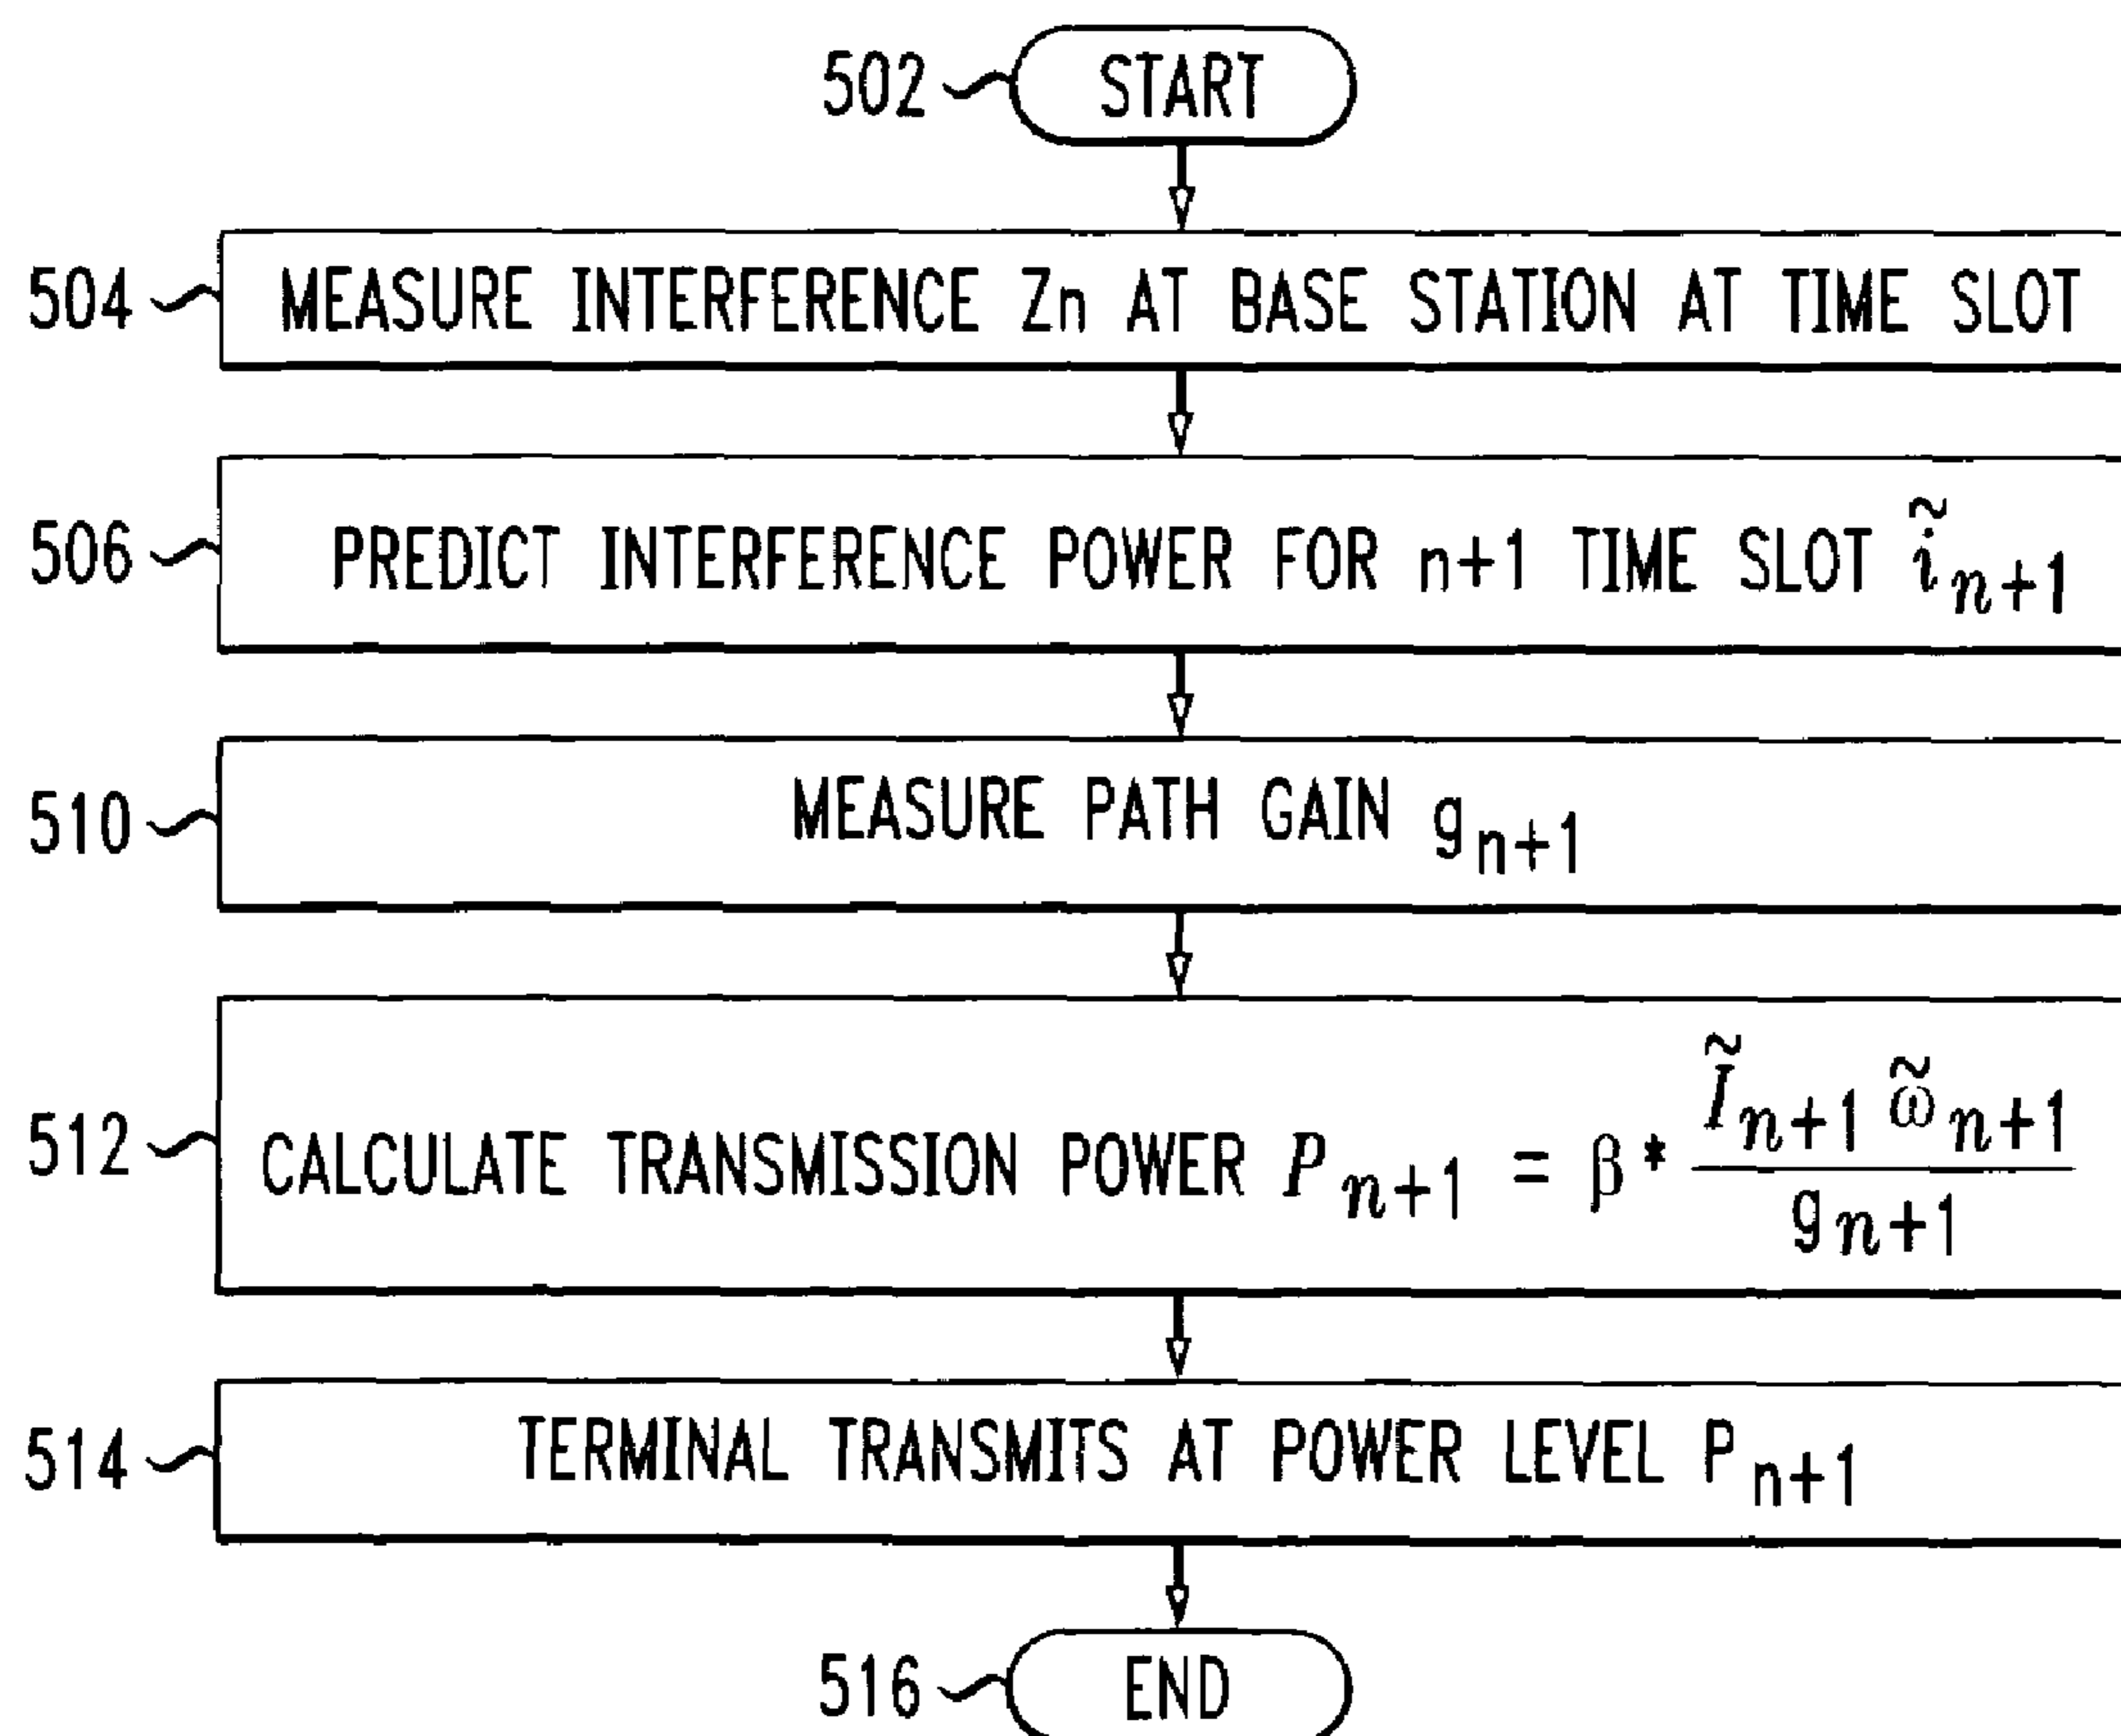 502 START
504 MEASURE INTERFERENCE Zn AT BASE STATION AT TIME SLOT
506 PREDICT INTERFERENCE POWER FOR n+1 TIME SLOT ĩₙ₊₁
510 MEASURE PATH GAIN gₙ₊₁
512 CALCULATE TRANSMISSION POWER Pₙ₊₁ = β * Ĩₙ₊₁ ω̃ₙ₊₁ / gₙ₊₁
514 TERMINAL TRANSMITS AT POWER LEVEL Pₙ₊₁
516 END